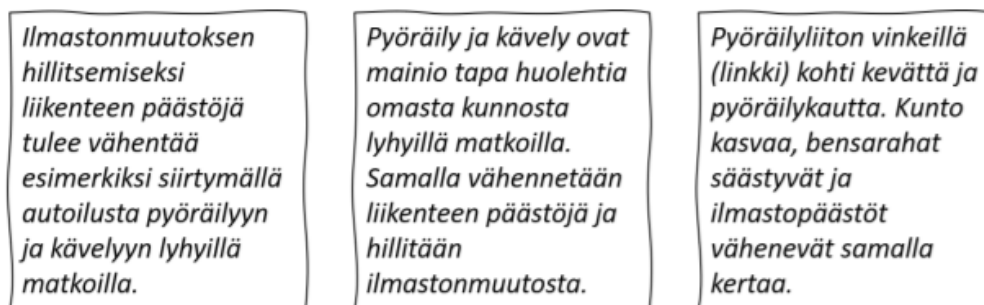 Ilmastonmuutoksen
hillitsemiseksi
liikenteen päästöjä
tulee vähentää
esimerkiksi siirtymällä
autoilusta pyöräilyyn
ja kävelyyn lyhyillä
matkoilla.
Pyöräily ja kävely ovat
mainio tapa huolehtia
omasta kunnosta
lyhyillä matkoilla.
Samalla vähennetään
liikenteen päästöjä ja
hillitään
ilmastonmuutosta.
Pyöräilyliiton vinkeillä
(linkki) kohti kevättä ja
pyöräilykautta. Kunto
kasvaa, bensarahat
säästyvät ja
ilmastopäästöt
vähenevät samalla
kertaa.